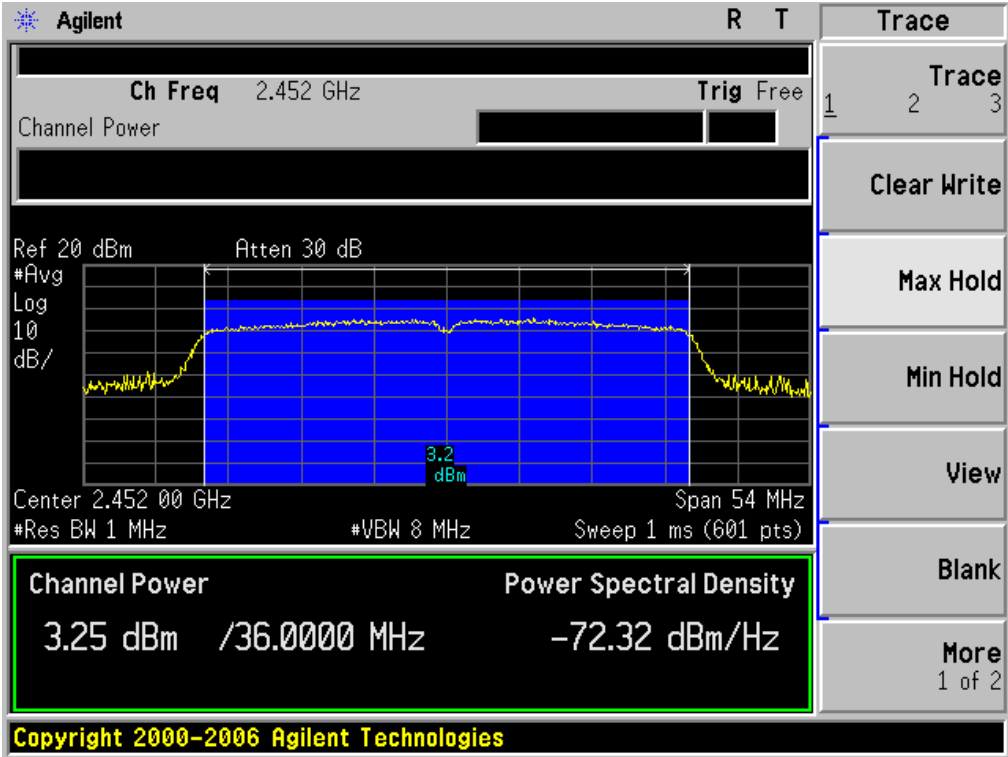 Agilent R T
Ch Freq 2.452 GHz Trig Free
Channel Power
Ref 20 dBm Atten 30 dB
#Avg
Log
10
dB/
3.2
dBm
Center 2.452 00 GHz Span 54 MHz
#Res BW 1 MHz #VBW 8 MHz Sweep 1 ms (601 pts)
Channel Power Power Spectral Density
3.25 dBm /36.0000 MHz -72.32 dBm/Hz
Copyright 2000-2006 Agilent Technologies
Trace
Trace
1 2 3
Clear Write
Max Hold
Min Hold
View
Blank
More
1 of 2